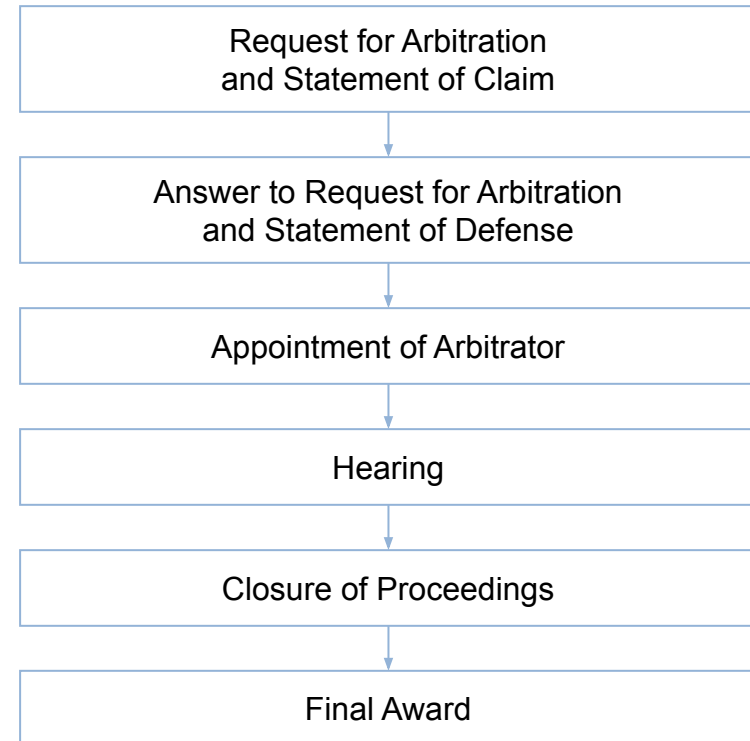 Request for Arbitration
and Statement of Claim
Answer to Request for Arbitration
and Statement of Defense
Appointment of Arbitrator
Hearing
Closure of Proceedings
Final Award